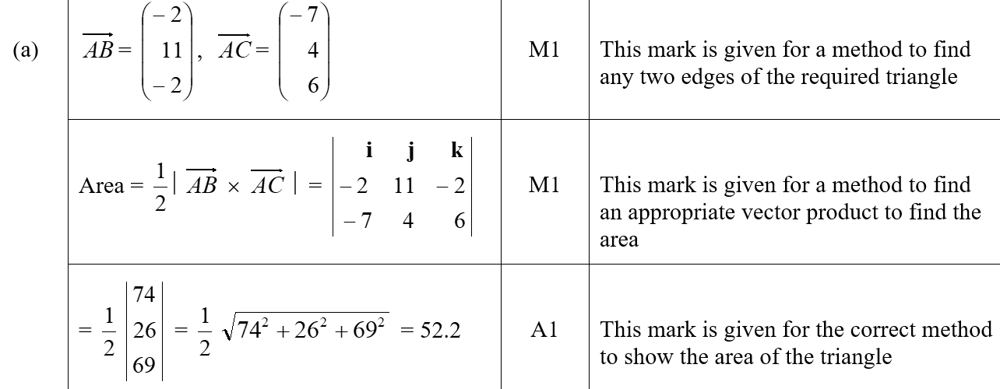 (a) $\overrightarrow{AB} = \begin{pmatrix} -2 \\ 11 \\ -2 \end{pmatrix}, \overrightarrow{AC} = \begin{pmatrix} -7 \\ 4 \\ 6 \end{pmatrix}$
M1
This mark is given for a method to find
any two edges of the required triangle
Area = $\frac{1}{2} | \overrightarrow{AB} \times \overrightarrow{AC} | = \begin{vmatrix} \mathbf{i} & \mathbf{j} & \mathbf{k} \\ -2 & 11 & -2 \\ -7 & 4 & 6 \end{vmatrix}$
M1
This mark is given for a method to find
an appropriate vector product to find the
area
$= \frac{1}{2} \begin{vmatrix} 74 \\ 26 \\ 69 \end{vmatrix} = \frac{1}{2} \sqrt{74^2 + 26^2 + 69^2} = 52.2$
A1
This mark is given for the correct method
to show the area of the triangle